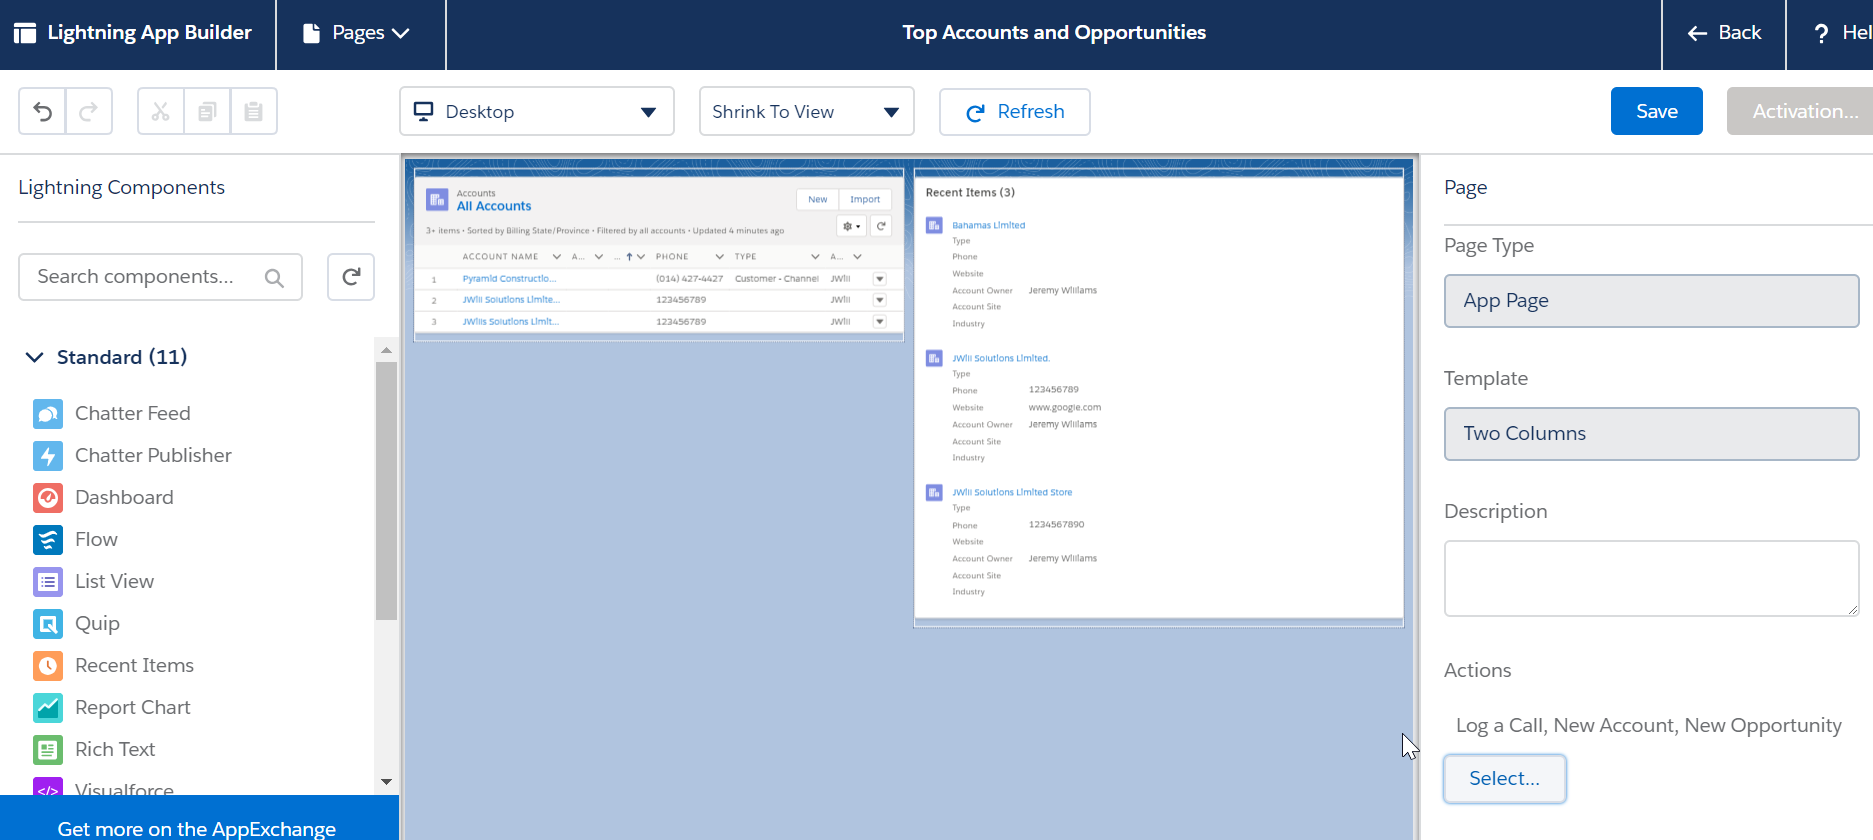 Lightning App Builder
Pages
Top Accounts and Opportunities
Back
? Hel
Desktop
Shrink To View
Refresh
Save
Activation...
Lightning Components
Search components...
Standard (11)
Chatter Feed
Chatter Publisher
Dashboard
Flow
List View
Quip
Recent Items
Report Chart
Rich Text
Visualforce
Get more on the AppExchange
Accounts
All Accounts
New
Import
3+ items • Sorted by Billing State/Province • Filtered by all accounts • Updated 4 minutes ago
ACCOUNT NAME A... ... PHONE TYPE A...
1 Pyramid Constructio... (014) 427-4427 Customer - Channel JWill
2 JWill Solutions Limite... 123456789 JWill
3 JWills Solutions Limit... 123456789 JWill
Recent Items (3)
Bahamas Limited
Type
Phone
Website
Account Owner Jeremy Williams
Account Site
Industry
JWill Solutions Limited.
Type
Phone 123456789
Website www.google.com
Account Owner Jeremy Williams
Account Site
Industry
JWill Solutions Limited Store
Type
Phone 1234567890
Website
Account Owner Jeremy Williams
Account Site
Industry
Page
Page Type
App Page
Template
Two Columns
Description
Actions
Log a Call, New Account, New Opportunity
Select...